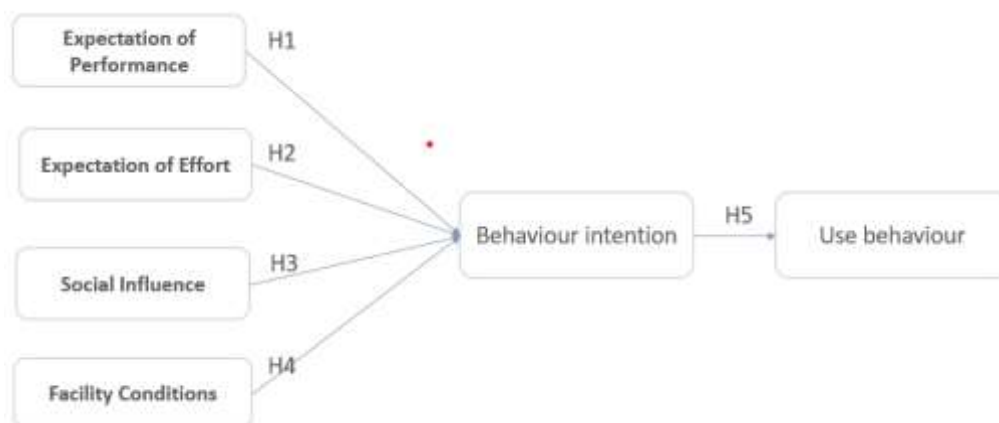 Expectation of
Performance
H1
Expectation of Effort
H2
Social Influence
H3
Facility Conditions
H4
Behaviour intention
H5
Use behaviour